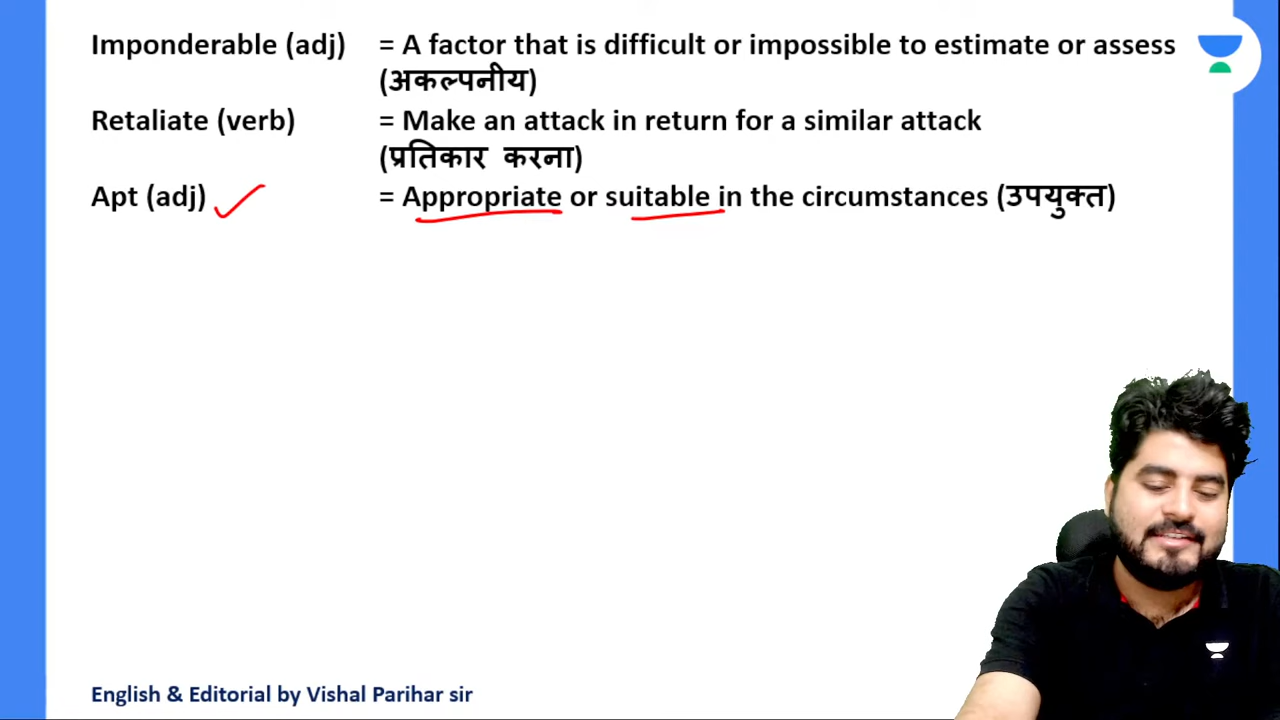 Imponderable (adj) = A factor that is difficult or impossible to estimate or assess
(अकल्पनीय)
Retaliate (verb) = Make an attack in return for a similar attack
(प्रतिकार करना)
Apt (adj) = Appropriate or suitable in the circumstances (उपयुक्त)
English & Editorial by Vishal Parihar sir